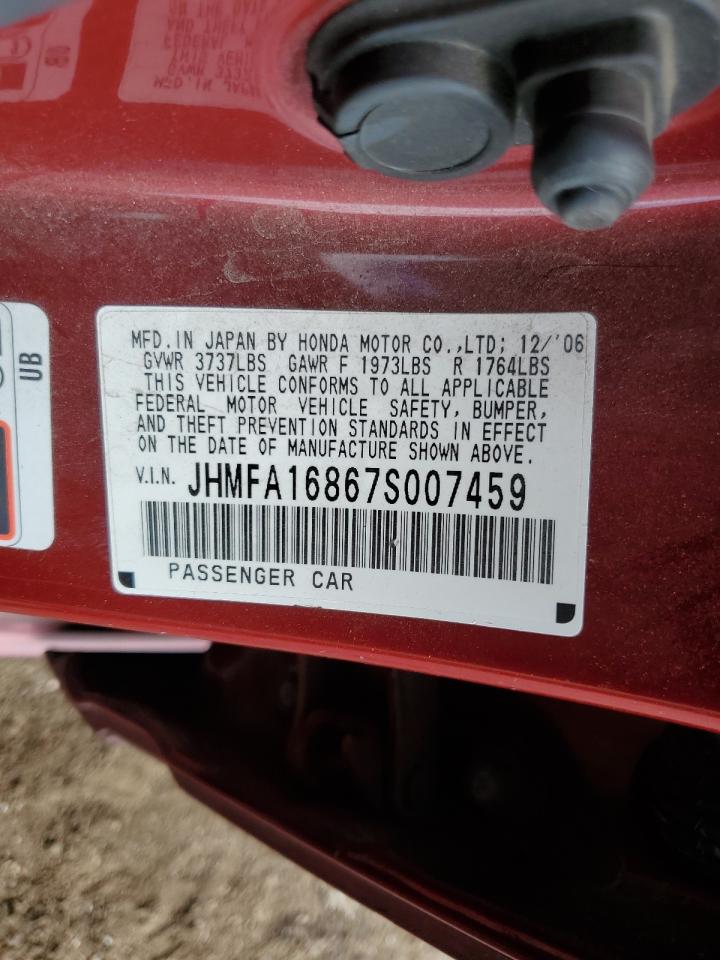 MFD. IN JAPAN BY HONDA MOTOR CO.,LTD; 12/'06
GVWR 3737LBS GAWR F 1973LBS R 1764LBS
THIS VEHICLE CONFORMS TO ALL APPLICABLE
FEDERAL MOTOR VEHICLE SAFETY, BUMPER,
AND THEFT PREVENTION STANDARDS IN EFFECT
ON THE DATE OF MANUFACTURE SHOWN ABOVE.
V.I.N. JHMFA16867S007459
PASSENGER CAR
UB